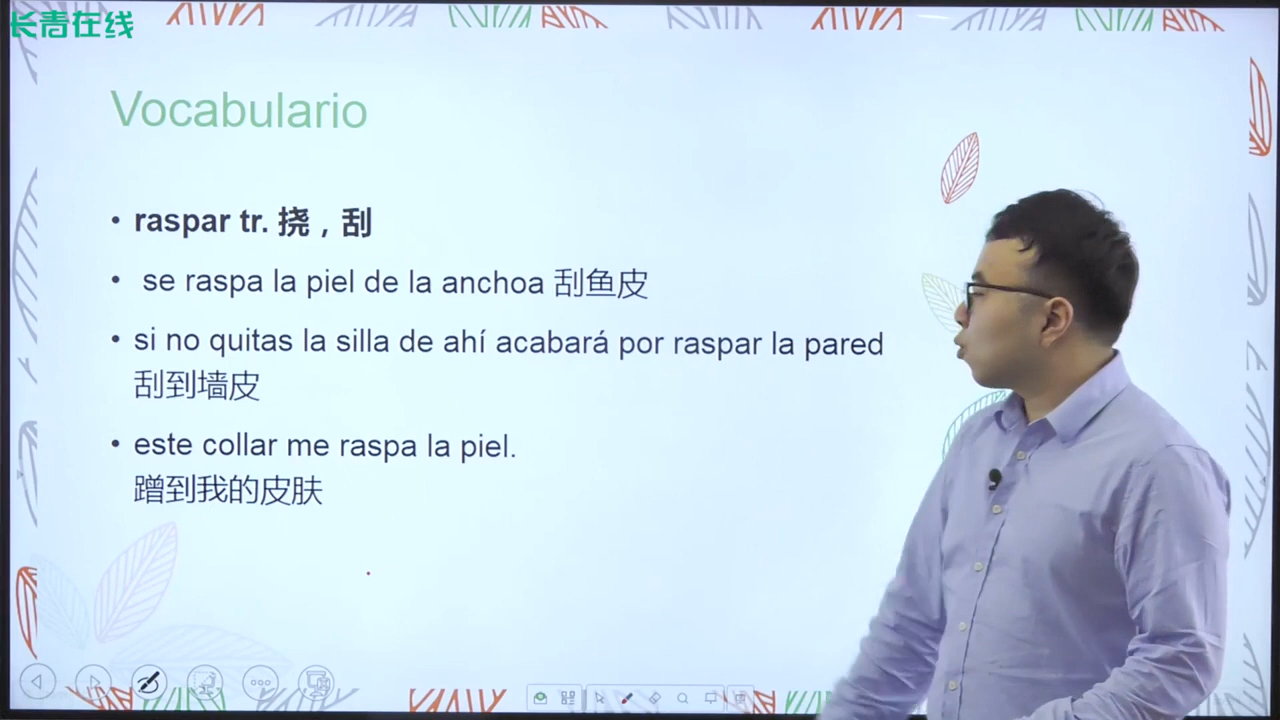 长青在线
Vocabulario
• raspar tr. 挠，刮
• se raspa la piel de la anchoa 刮鱼皮
• si no quitas la silla de ahí acabará por raspar la pared
刮到墙皮
• este collar me raspa la piel.
蹭到我的皮肤